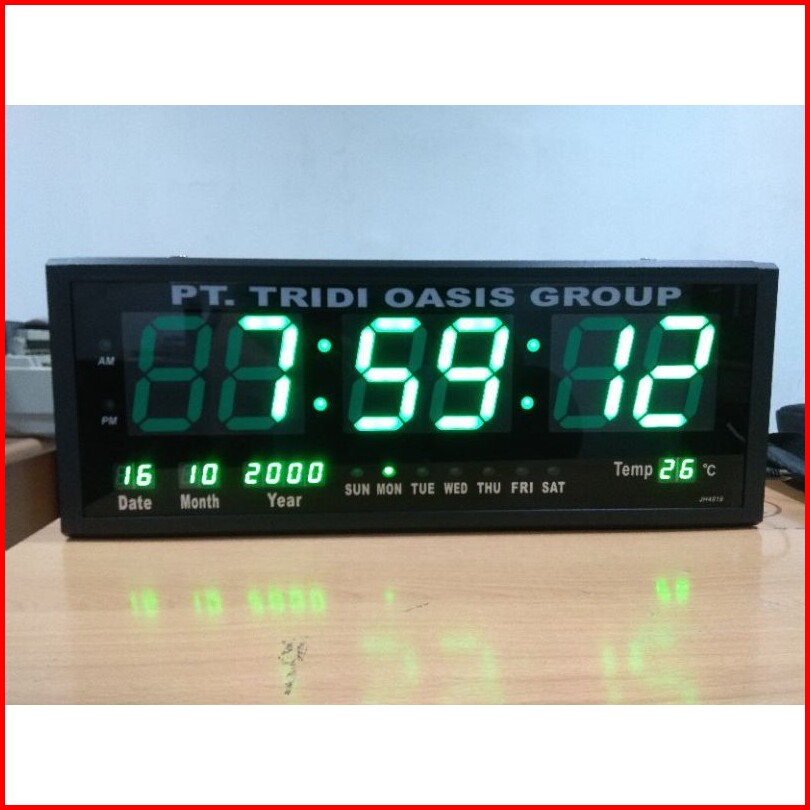 PT. TRIDI OASIS GROUP
AM
7:59:12
PM
16 10 2000
Date Month Year
SUN MON TUE WED THU FRI SAT
Temp 26 °C
JH4819